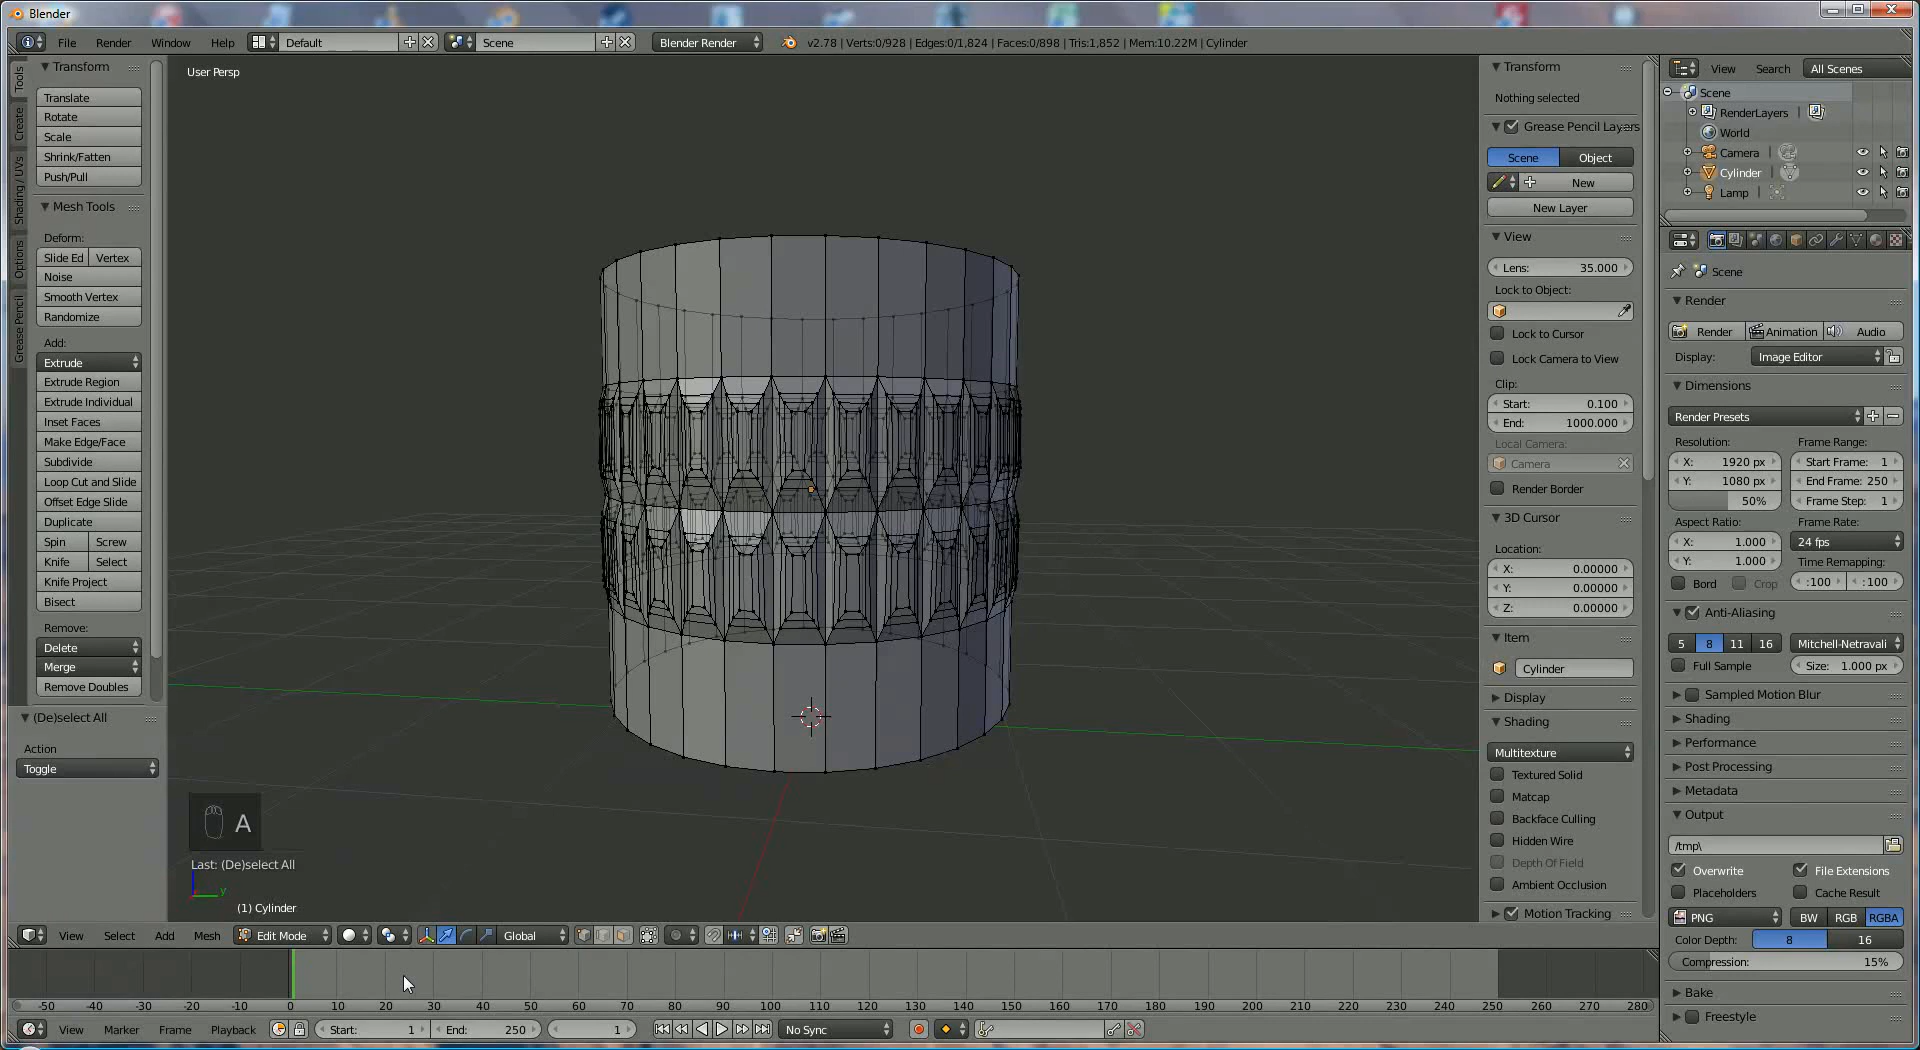 Blender
File Render Window Help Default Scene Blender Render v2.78 | Verts:0/928 | Edges:0/1,824 | Faces:0/898 | Tris:1,852 | Mem:10.22M | Cylinder
Tools
Create
Shading / UVs
Options
Grease Pencil
Transform
Translate
Rotate
Scale
Shrink/Fatten
Push/Pull
Mesh Tools
Deform:
Slide Ed Vertex
Noise
Smooth Vertex
Randomize
Add:
Extrude
Extrude Region
Extrude Individual
Inset Faces
Make Edge/Face
Subdivide
Loop Cut and Slide
Offset Edge Slide
Duplicate
Spin Screw
Knife Select
Knife Project
Bisect
Remove:
Delete
Merge
Remove Doubles
(De)select All
Action
Toggle
User Persp
A
Last: (De)select All
y
(1) Cylinder
Transform
Nothing selected
Grease Pencil Layers
Scene Object
New
New Layer
View
Lens: 35.000
Lock to Object:
Lock to Cursor
Lock Camera to View
Clip:
Start: 0.100
End: 1000.000
Local Camera:
Camera
Render Border
3D Cursor
Location:
X: 0.00000
Y: 0.00000
Z: 0.00000
Item
Cylinder
Display
Shading
Multitexture
Textured Solid
Matcap
Backface Culling
Hidden Wire
Depth Of Field
Ambient Occlusion
Motion Tracking
View Search All Scenes
Scene
RenderLayers
World
Camera
Cylinder
Lamp
Scene
Render
Render Animation Audio
Display: Image Editor
Dimensions
Render Presets
Resolution: Frame Range:
X: 1920 px Start Frame: 1
Y: 1080 px End Frame: 250
50% Frame Step: 1
Aspect Ratio: Frame Rate:
X: 1.000 24 fps
Y: 1.000 Time Remapping:
Bord Crop :100 :100
Anti-Aliasing
5 8 11 16 Mitchell-Netravali
Full Sample Size: 1.000 px
Sampled Motion Blur
Shading
Performance
Post Processing
Metadata
Output
/tmp\
Overwrite File Extensions
Placeholders Cache Result
PNG BW RGB RGBA
Color Depth: 8 16
Compression: 15%
Bake
Freestyle
View Select Add Mesh Edit Mode Global
-50 -40 -30 -20 -10 0 10 20 30 40 50 60 70 80 90 100 110 120 130 140 150 160 170 180 190 200 210 220 230 240 250 260 270 280
View Marker Frame Playback Start: 1 End: 250 1 No Sync